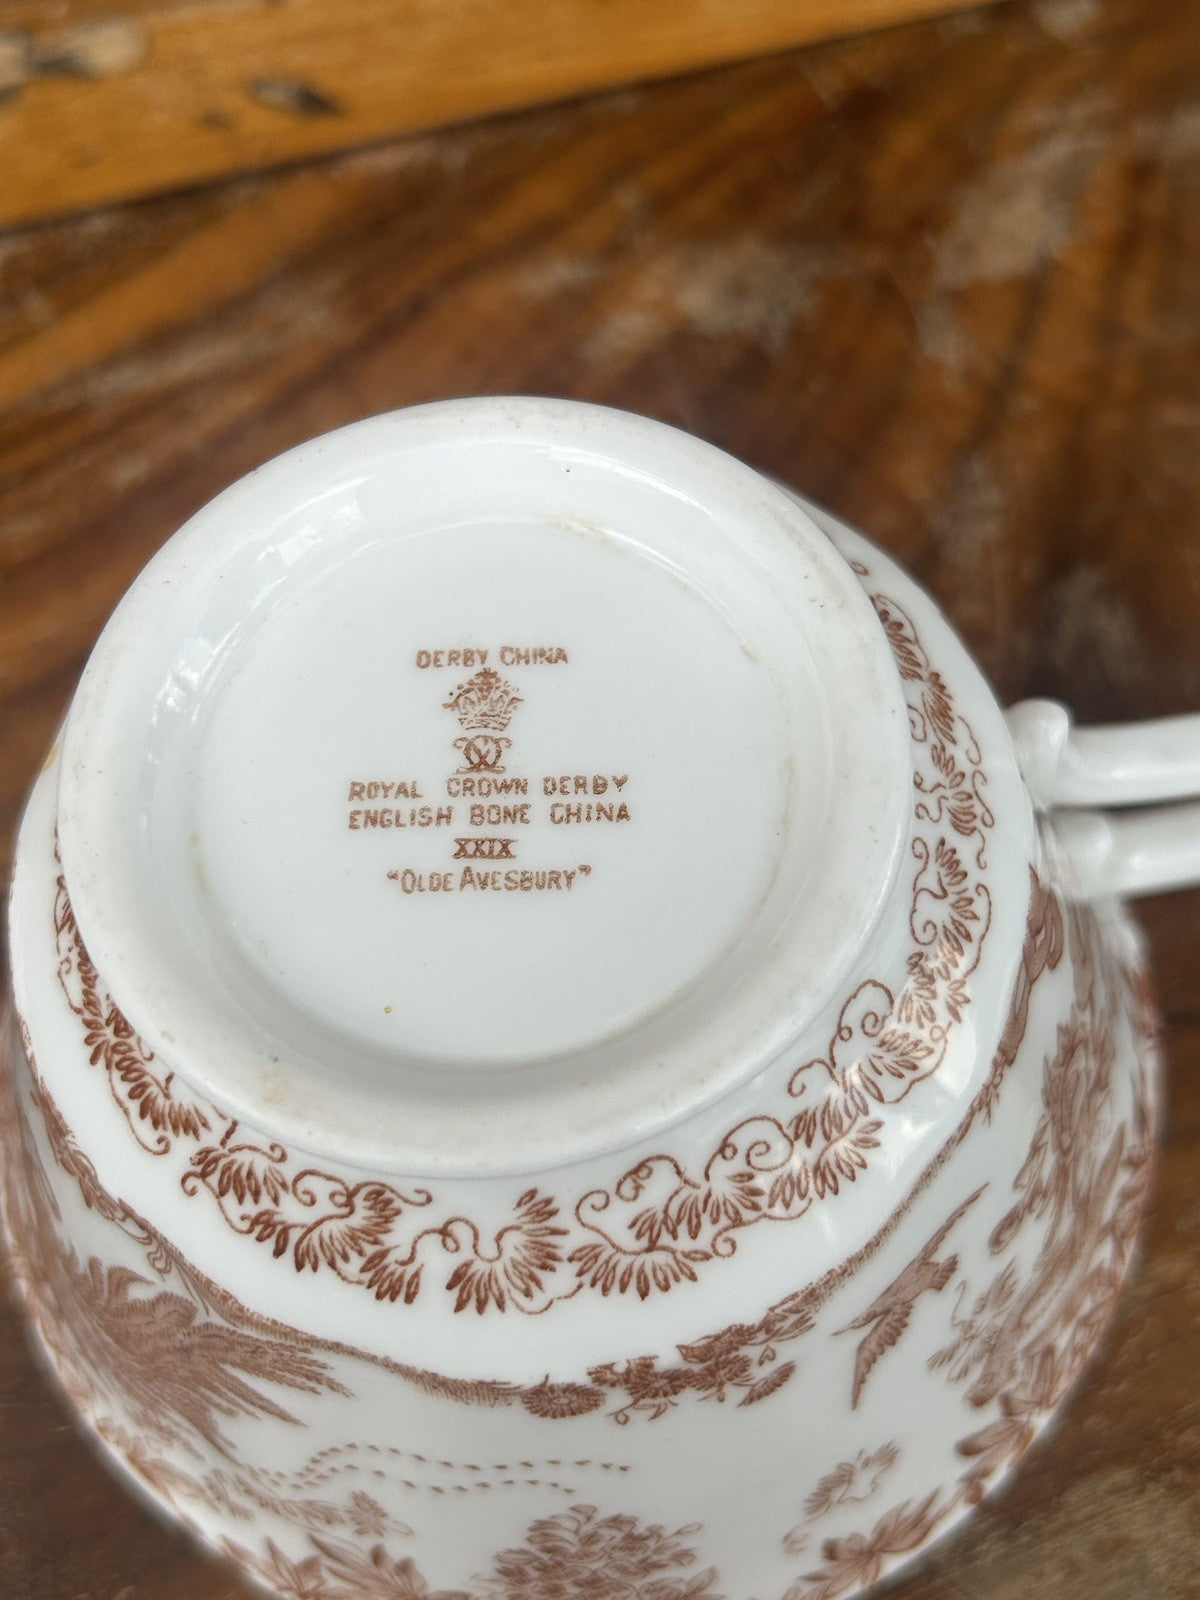 DERBY CHINA
ROYAL CROWN DERBY
ENGLISH BONE CHINA
XXIX
"OLDE AVESBURY"